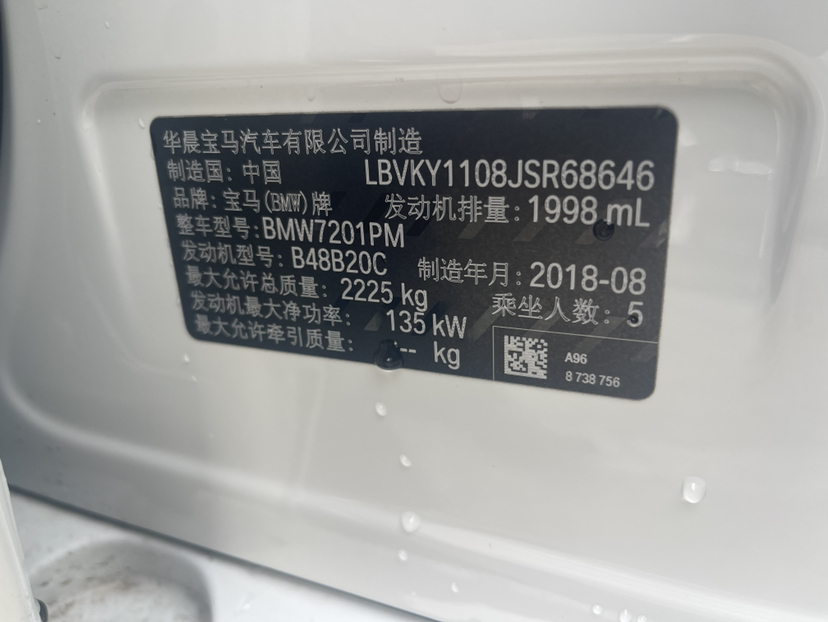 华晨宝马汽车有限公司制造
制造国：中国 LBVKY1108JSR68646
品牌：宝马(BMW)牌 发动机排量：1998 mL
整车型号：BMW7201PM
发动机型号：B48B20C 制造年月：2018-08
最大允许总质量：2225 kg 乘坐人数：5
发动机最大净功率： 135 kW
最大允许牵引质量： -- kg
A96
8 738 756